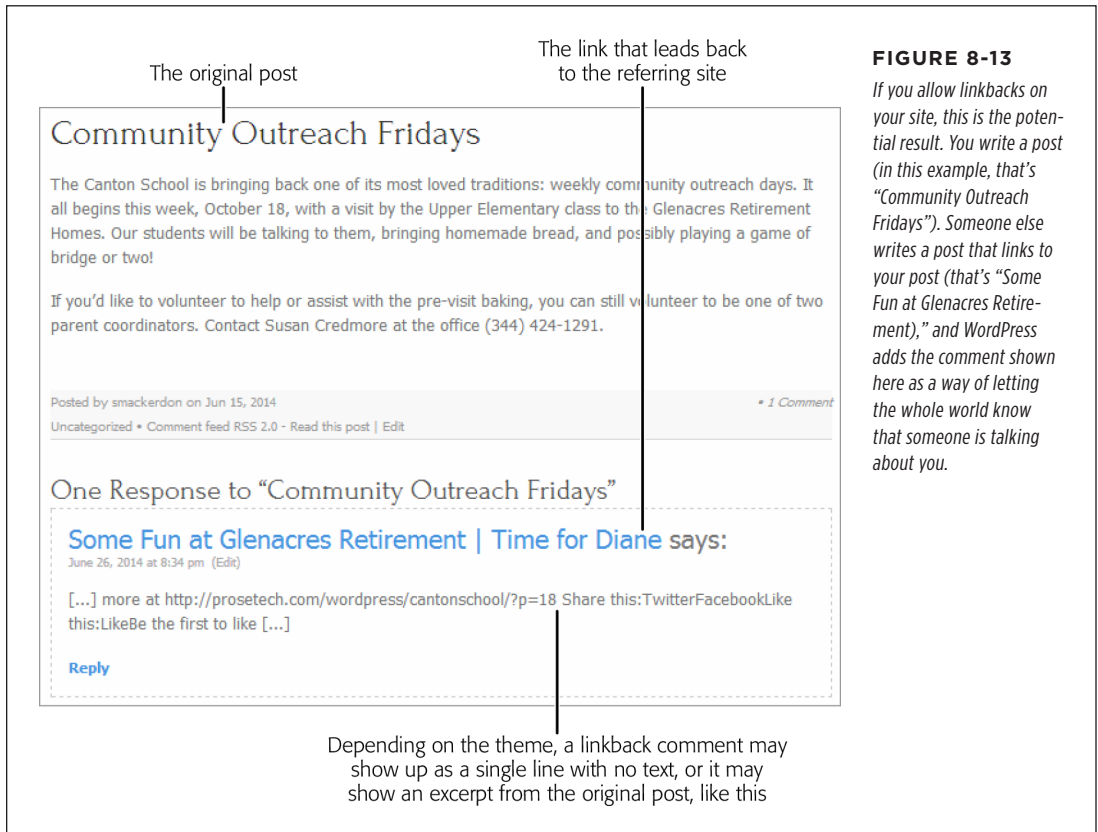 The original post
The link that leads back
to the referring site
Community Outreach Fridays
The Canton School is bringing back one of its most loved traditions: weekly community outreach days. It
all begins this week, October 18, with a visit by the Upper Elementary class to the Glenacres Retirement
Homes. Our students will be talking to them, bringing homemade bread, and possibly playing a game of
bridge or two!
If you'd like to volunteer to help or assist with the pre-visit baking, you can still volunteer to be one of two
parent coordinators. Contact Susan Credmore at the office (344) 424-1291.
Posted by smackerdon on Jun 15, 2014 • 1 Comment
Uncategorized • Comment feed RSS 2.0 - Read this post | Edit
One Response to “Community Outreach Fridays”
Some Fun at Glenacres Retirement | Time for Diane says:
June 26, 2014 at 8:34 pm (Edit)
[...] more at http://prosetech.com/wordpress/cantonschool/?p=18 Share this:TwitterFacebookLike
this:LikeBe the first to like [...]
Reply
Depending on the theme, a linkback comment may
show up as a single line with no text, or it may
show an excerpt from the original post, like this
FIGURE 8-13
If you allow linkbacks on
your site, this is the poten-
tial result. You write a post
(in this example, that's
“Community Outreach
Fridays”). Someone else
writes a post that links to
your post (that's “Some
Fun at Glenacres Retire-
ment),” and WordPress
adds the comment shown
here as a way of letting
the whole world know
that someone is talking
about you.